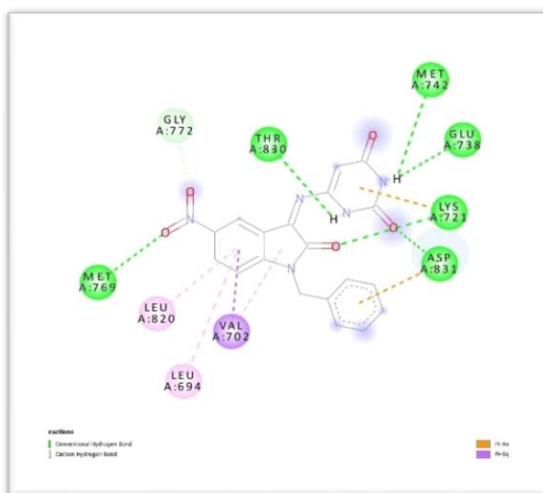 MET
A:742
GLY
A:772
THR
A:830
GLU
A:738
O
H
N
O
N
N
LYS
A:721
N
H
O
O
O
N
ASP
A:831
MET
A:769
LEU
A:820
VAL
A:702
LEU
A:694
Conventional Hydrogen Bond
Carbon Hydrogen Bond